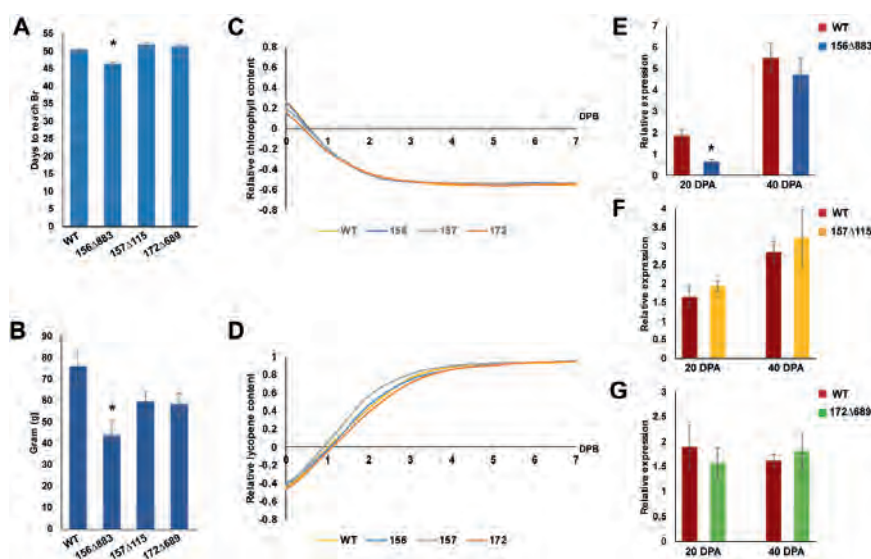 A
Days to reach Br
60
55
50
45
40
35
30
25
20
15
10
5
0
*
WT
156Δ883
157Δ115
172Δ689
B
Gram (g)
90
80
70
60
50
40
30
20
10
0
*
WT
156Δ883
157Δ115
172Δ689
C
Relative chlorophyll content
0.8
0.6
0.4
0.2
0
-0.2
-0.4
-0.6
-0.8
DPB
0 1 2 3 4 5 6 7
WT 156 157 172
D
Relative lycopene content
1
0.8
0.6
0.4
0.2
0
-0.2
-0.4
-0.6
-0.8
DPB
0 1 2 3 4 5 6 7
WT 156 157 172
E
Relative expression
7
6
5
4
3
2
1
0
*
20 DPA 40 DPA
WT
156Δ883
F
Relative expression
4
3.5
3
2.5
2
1.5
1
0.5
0
20 DPA 40 DPA
WT
157Δ115
G
Relative expression
3
2.5
2
1.5
1
0.5
0
20 DPA 40 DPA
WT
172Δ689